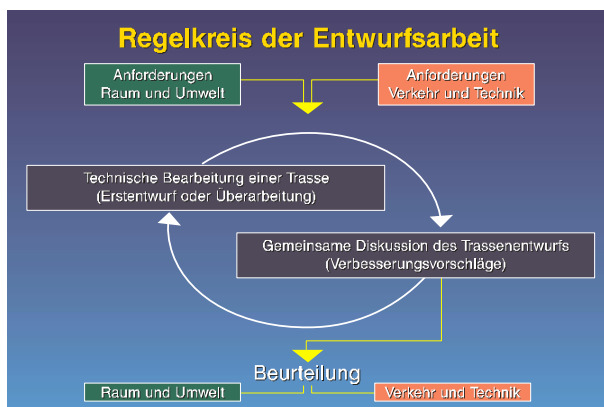 Regelkreis der Entwurfsarbeit
Anforderungen
Raum und Umwelt
Anforderungen
Verkehr und Technik
Technische Bearbeitung einer Trasse
(Erstentwurf oder Überarbeitung)
Gemeinsame Diskussion des Trassenentwurfs
(Verbesserungsvorschläge)
Beurteilung
Raum und Umwelt
Verkehr und Technik